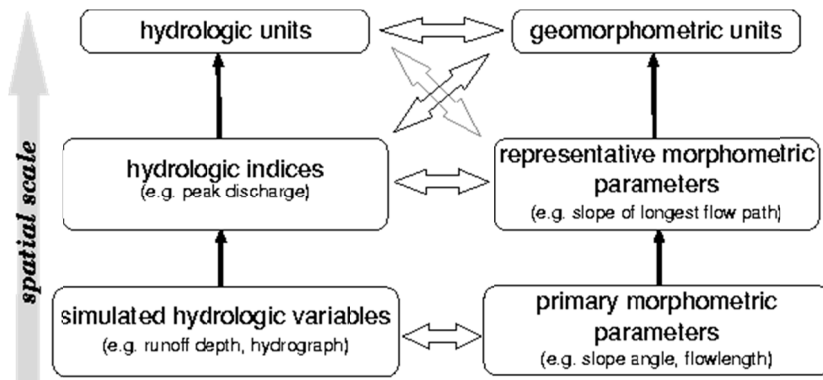 hydrologic units
geomorphometric units
hydrologic indices
(e.g. peak discharge)
representative morphometric
parameters
(e.g. slope of longest flow path)
simulated hydrologic variables
(e.g. runoff depth, hydrograph)
primary morphometric
parameters
(e.g. slope angle, flowlength)
spatial scale